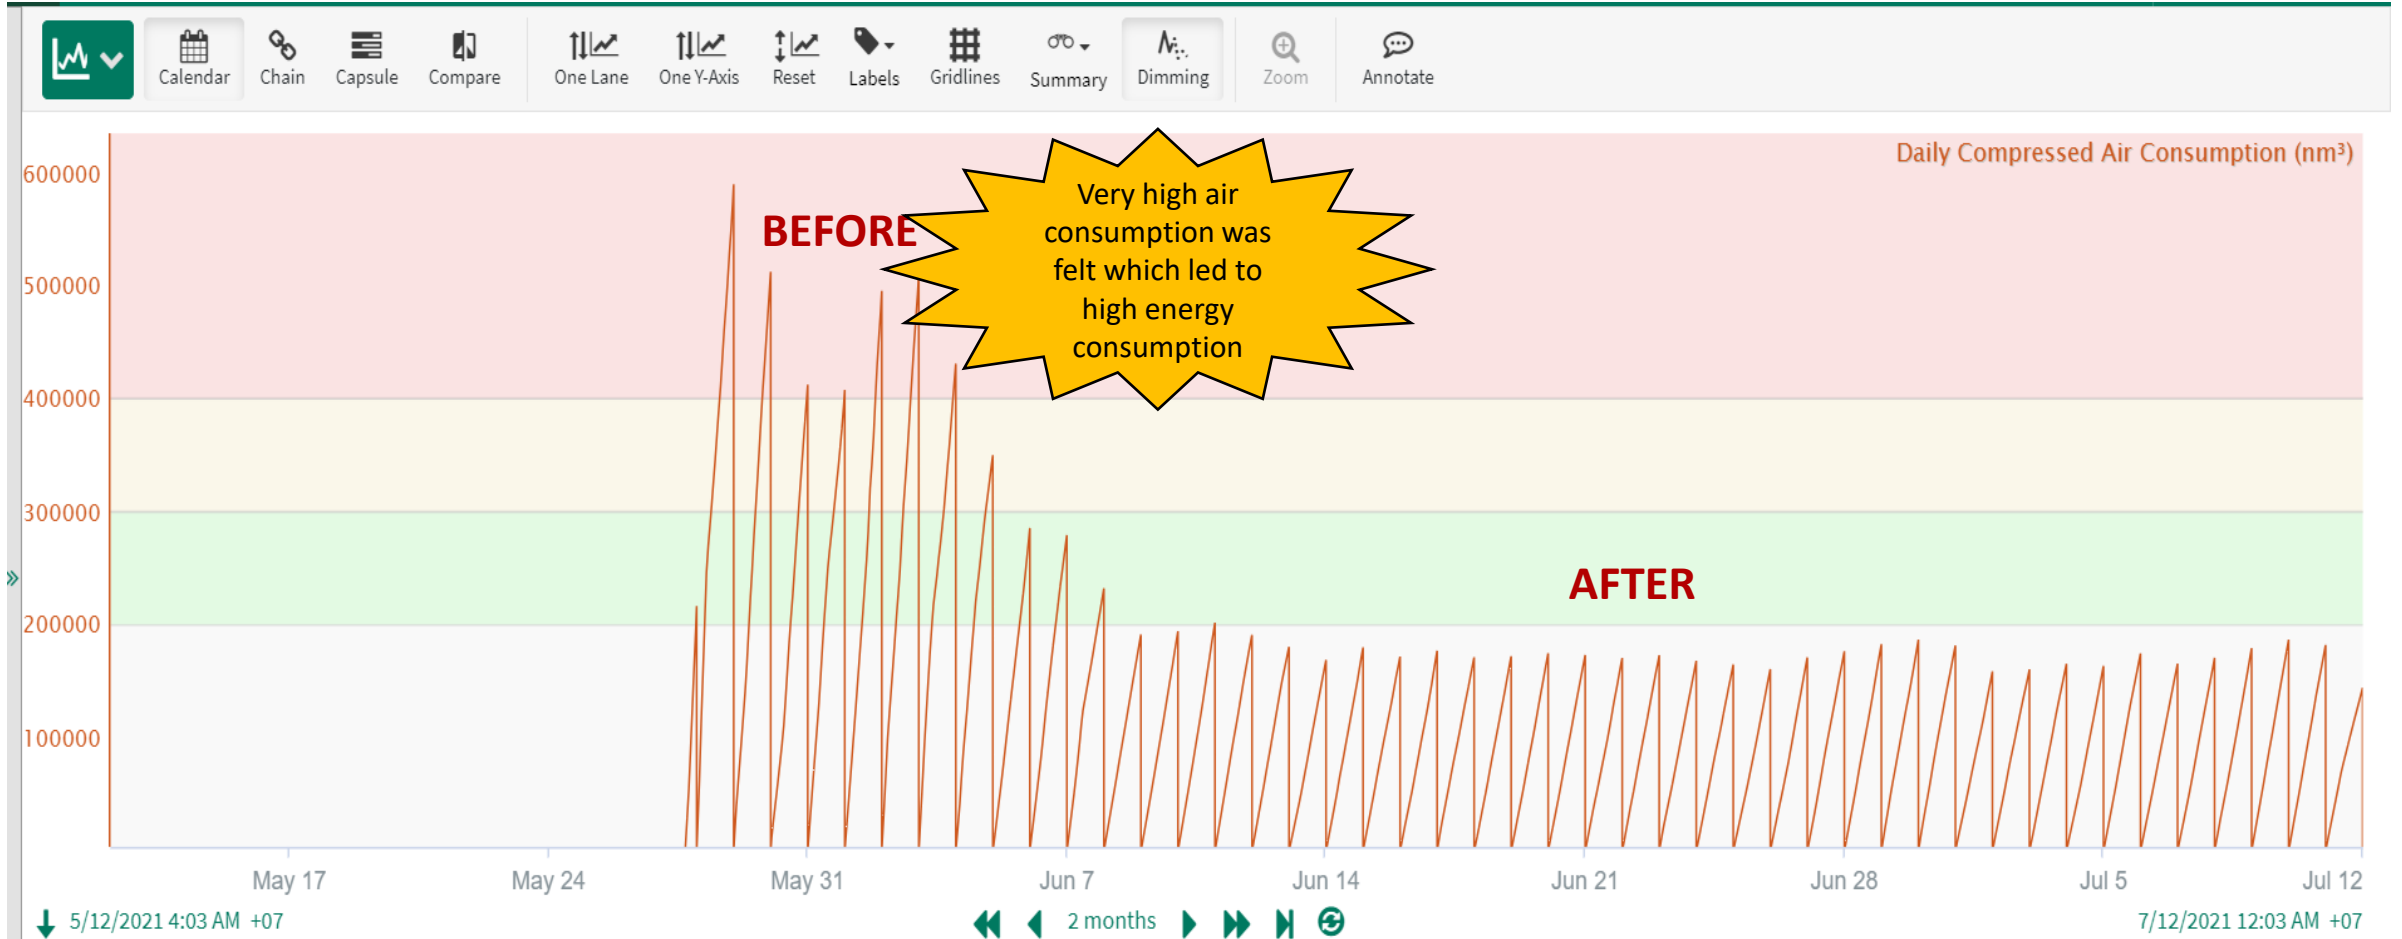 Calendar Chain Capsule Compare One Lane One Y-Axis Reset Labels Gridlines Summary Dimming Zoom Annotate
Daily Compressed Air Consumption (nm³)
600000
500000
400000
300000
200000
100000
BEFORE
Very high air
consumption was
felt which led to
high energy
consumption
AFTER
May 17 May 24 May 31 Jun 7 Jun 14 Jun 21 Jun 28 Jul 5 Jul 12
5/12/2021 4:03 AM +07 2 months 7/12/2021 12:03 AM +07